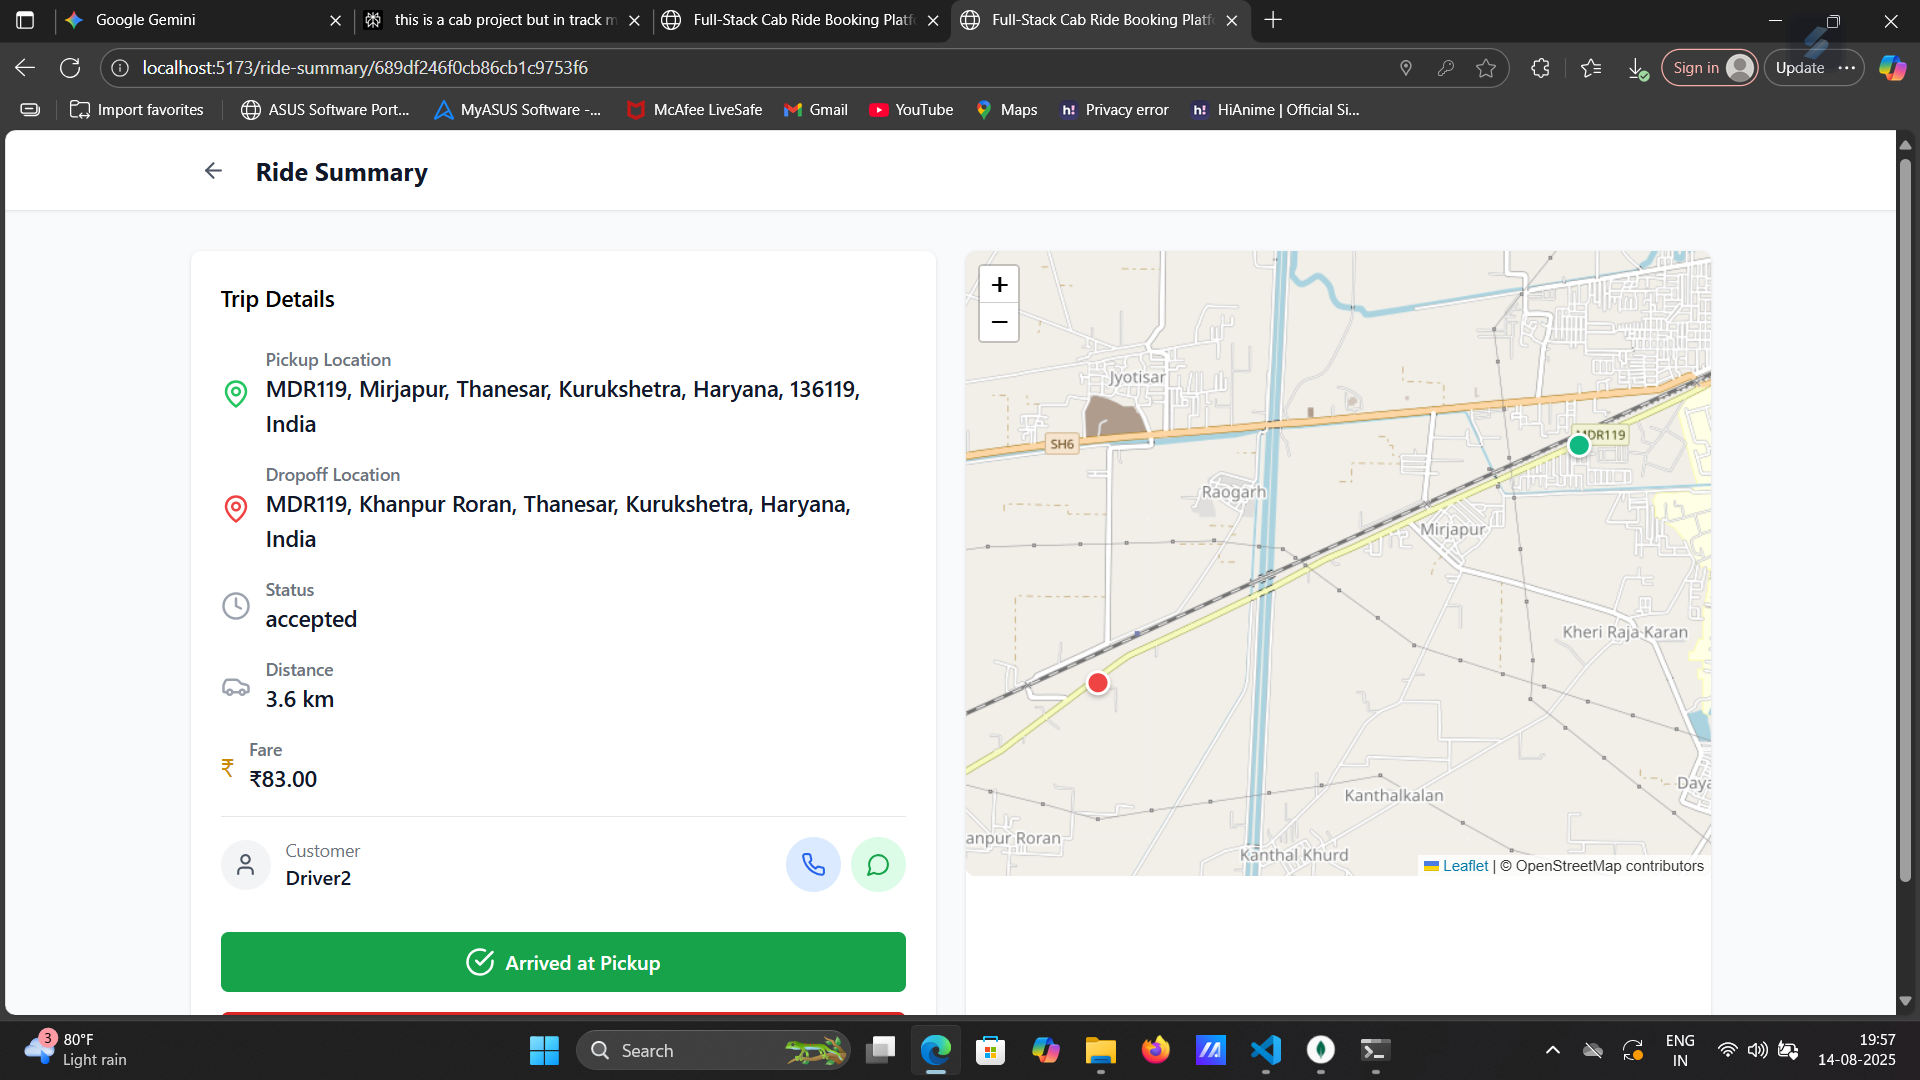 Google Gemini
this is a cab project but in track m
Full-Stack Cab Ride Booking Platf
Full-Stack Cab Ride Booking Platf
localhost:5173/ride-summary/689df246f0cb86cb1c9753f6
Sign in
Update
Import favorites
ASUS Software Port...
MyASUS Software -...
McAfee LiveSafe
Gmail
YouTube
Maps
h!
Privacy error
h!
HiAnime | Official Si...
Ride Summary
Trip Details
Pickup Location
MDR119, Mirjapur, Thanesar, Kurukshetra, Haryana, 136119,
India
Dropoff Location
MDR119, Khanpur Roran, Thanesar, Kurukshetra, Haryana,
India
Status
accepted
Distance
3.6 km
Fare
₹
₹83.00
Customer
Driver2
Arrived at Pickup
+
−
Jyotisar
SH6
MDR119
Raogarh
Mirjapur
Kheri Raja Karan
Daya
Kanthalkalan
anpur Roran
Kanthal Khurd
Leaflet | © OpenStreetMap contributors
3
80°F
Light rain
Search
ENG
IN
19:57
14-08-2025